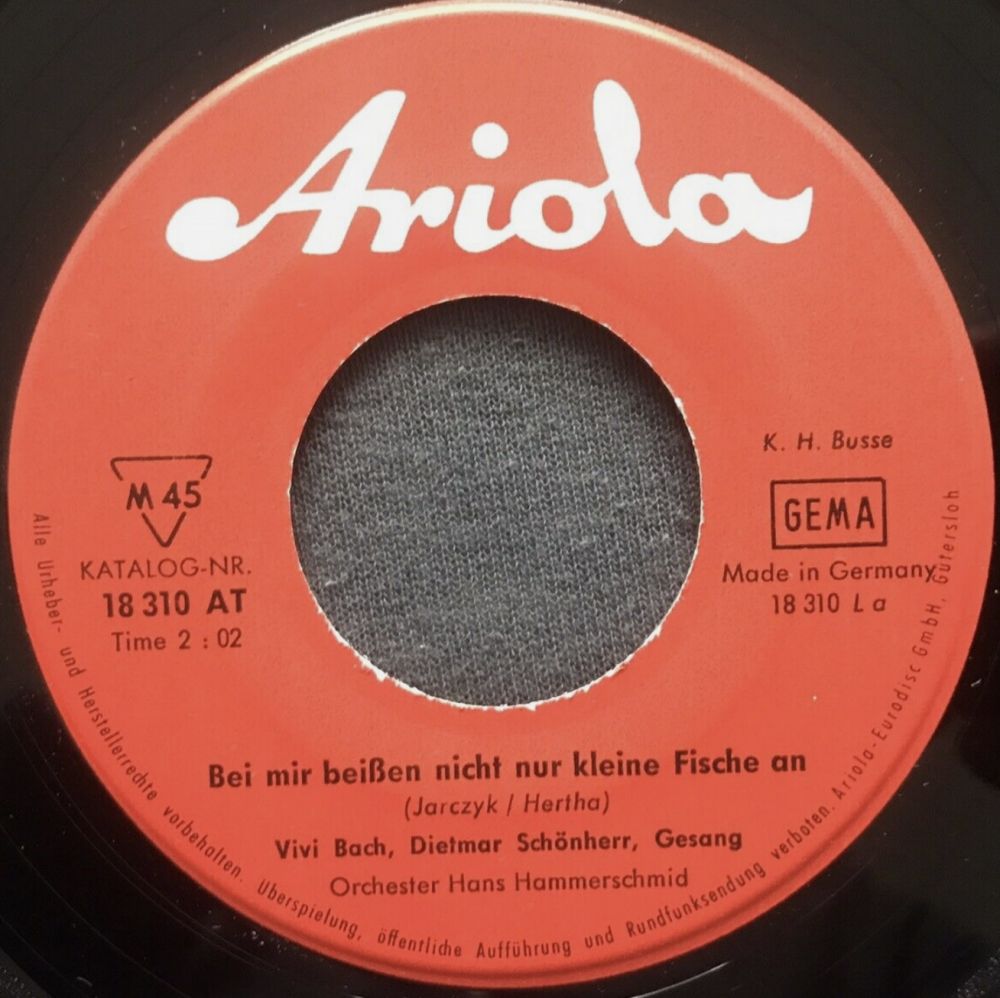 Ariola
M 45
KATALOG-NR.
18 310 AT
Time 2 : 02
K. H. Busse
GEMA
Made in Germany
18 310 L a
Bei mir beißen nicht nur kleine Fische an
(Jarczyk / Hertha)
Vivi Bach, Dietmar Schönherr, Gesang
Orchester Hans Hammerschmid
Alle Urheber- und Herstellerrechte vorbehalten. Überspielung, öffentliche Aufführung und Rundfunksendung verboten. Ariola-Eurodisc GmbH, Gütersloh